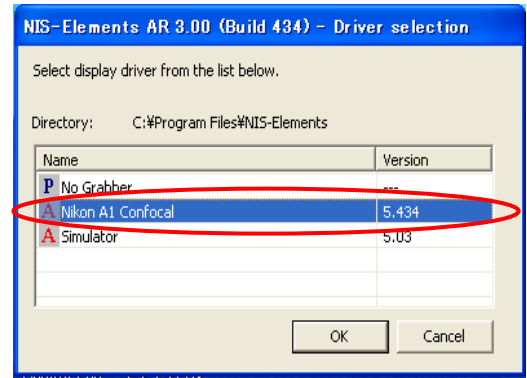 NIS-Elements AR 3.00 (Build 434) - Driver selection
Select display driver from the list below.
Directory: C:¥Program Files¥NIS-Elements
Name Version
P No Grabber ---
A Nikon A1 Confocal 5.434
A Simulator 5.03
OK Cancel